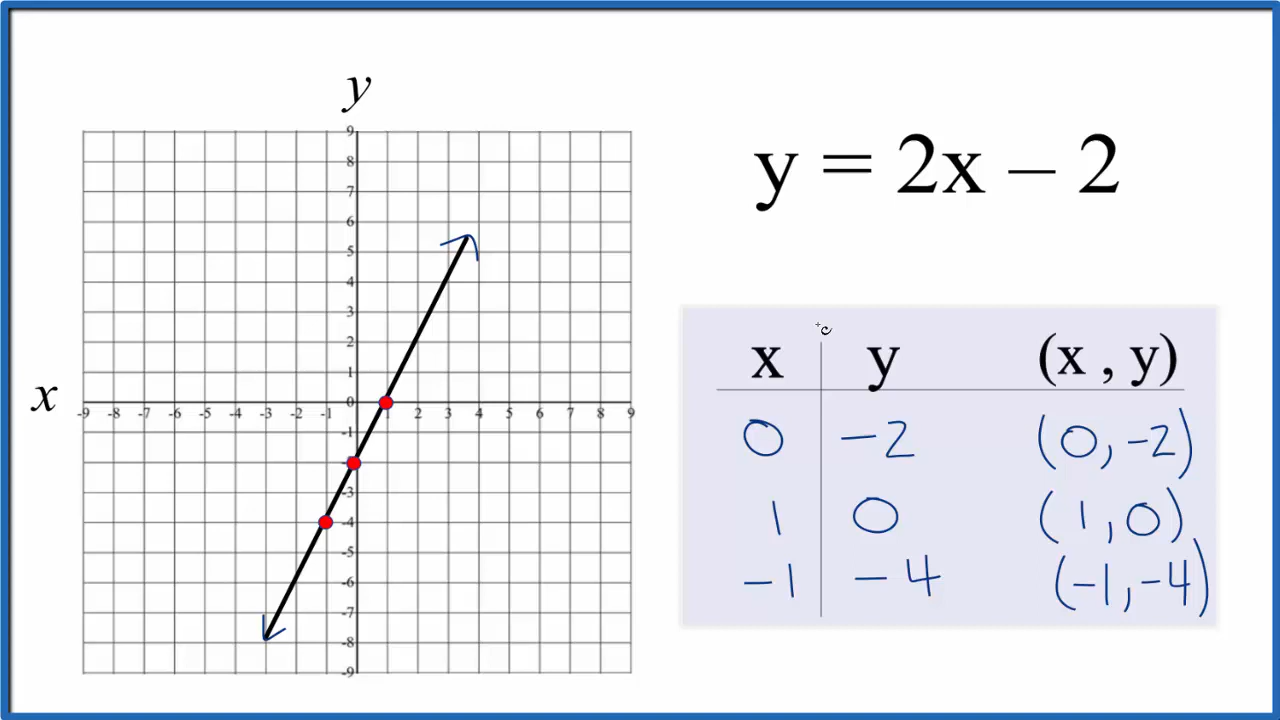 y
y = 2x – 2
9
8
7
6
5
4
3
2
1
x
0
-9 -8 -7 -6 -5 -4 -3 -2 -1 1 2 3 4 5 6 7 8 9
-1
-3
-4
-5
-6
-7
-8
-9
x y (x , y)
0 -2 (0, -2)
1 0 (1, 0)
-1 -4 (-1, -4)